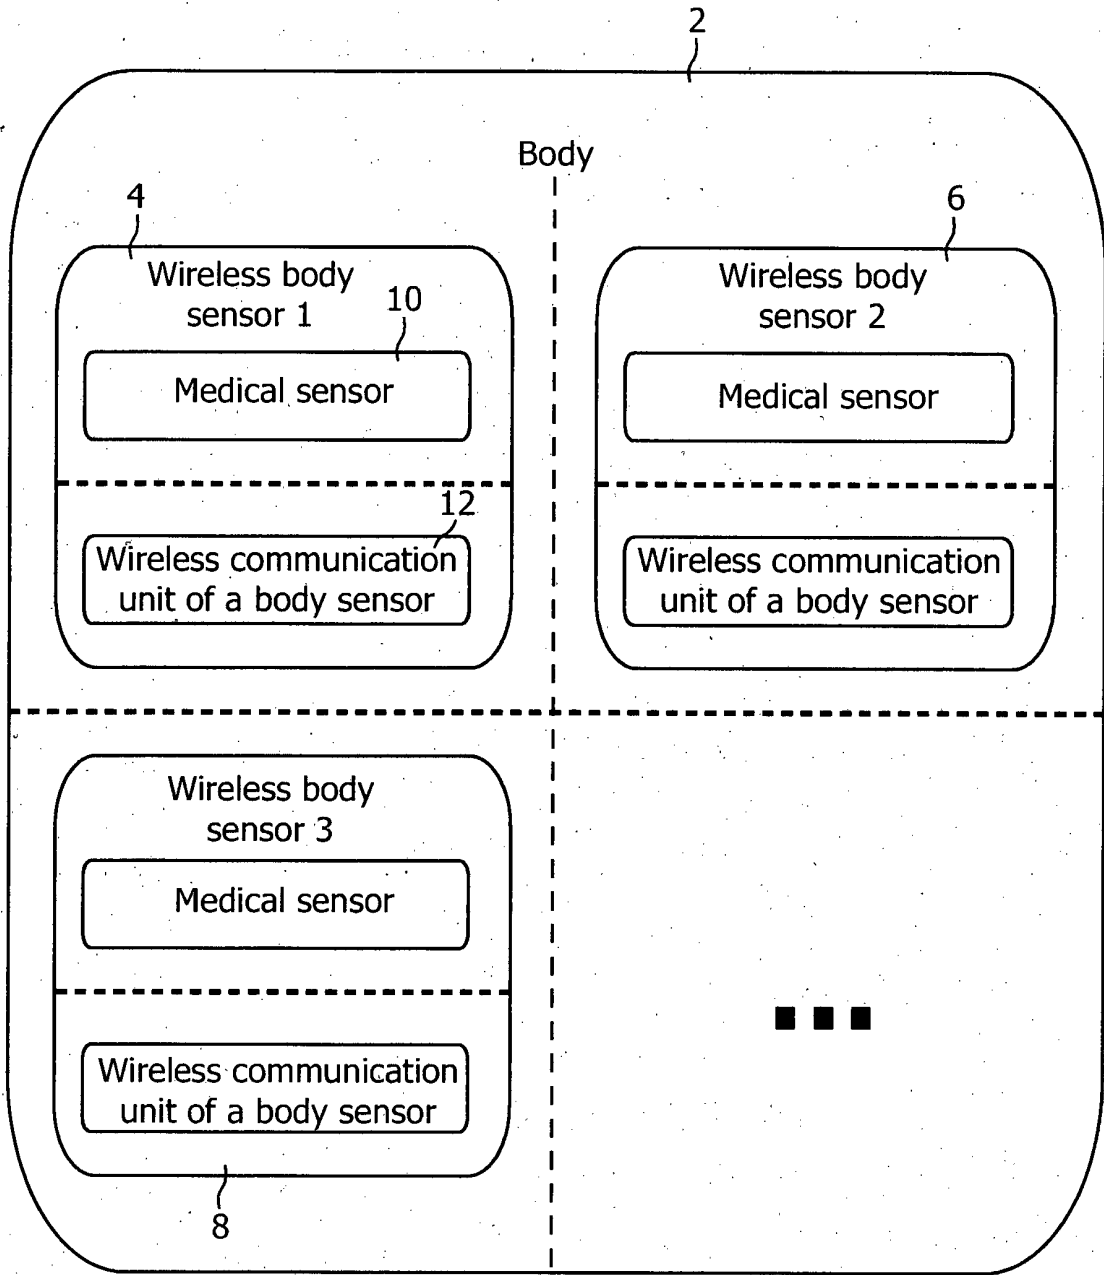 2
Body
4
6
Wireless body
sensor 1
10
Medical sensor
12
Wireless communication
unit of a body sensor
Wireless body
sensor 2
Medical sensor
Wireless communication
unit of a body sensor
Wireless body
sensor 3
Medical sensor
Wireless communication
unit of a body sensor
8